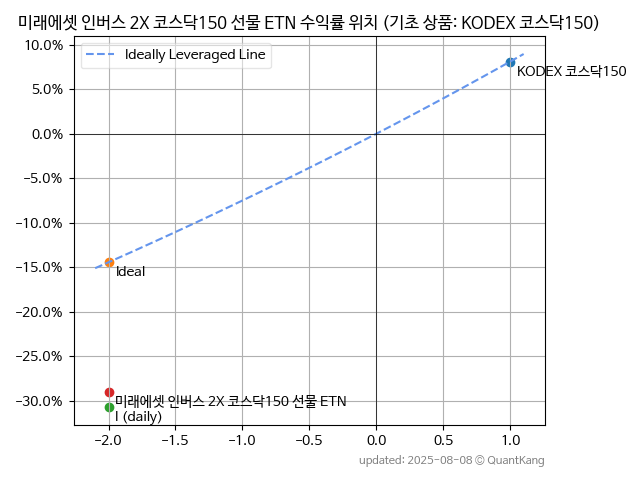 미래에셋 인버스 2X 코스닥150 선물 ETN 수익률 위치 (기초 상품: KODEX 코스닥150)
10.0%
5.0%
0.0%
-5.0%
-10.0%
-15.0%
-20.0%
-25.0%
-30.0%
Ideally Leveraged Line
KODEX 코스닥150
Ideal
미래에셋 인버스 2X 코스닥150 선물 ETN
I (daily)
-2.0 -1.5 -1.0 -0.5 0.0 0.5 1.0
updated: 2025-08-08 © QuantKang